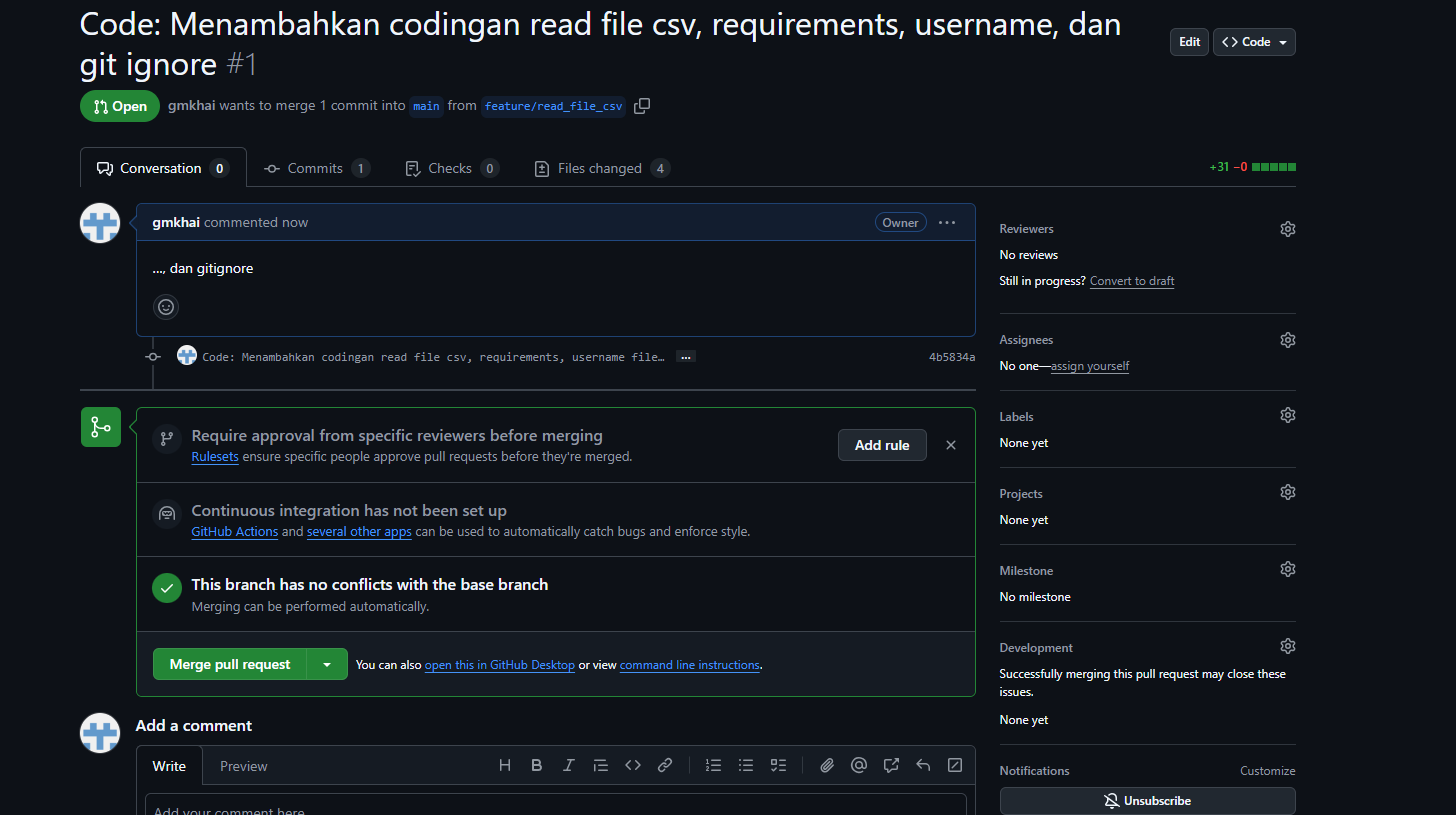 Code: Menambahkan codingan read file csv, requirements, username, dan
git ignore #1
Edit
Code
Open
gmkhai wants to merge 1 commit into main from feature/read_file_csv
Conversation 0
Commits 1
Checks 0
Files changed 4
+31 −0
gmkhai commented now
Owner
..., dan gitignore
Code: Menambahkan codingan read file csv, requirements, username file…
4b5834a
Require approval from specific reviewers before merging
Rulesets ensure specific people approve pull requests before they're merged.
Add rule
Continuous integration has not been set up
GitHub Actions and several other apps can be used to automatically catch bugs and enforce style.
This branch has no conflicts with the base branch
Merging can be performed automatically.
Merge pull request
You can also open this in GitHub Desktop or view command line instructions.
Add a comment
Write
Preview
Add your comment here
Reviewers
No reviews
Still in progress? Convert to draft
Assignees
No one—assign yourself
Labels
None yet
Projects
None yet
Milestone
No milestone
Development
Successfully merging this pull request may close these
issues.
None yet
Notifications
Customize
Unsubscribe